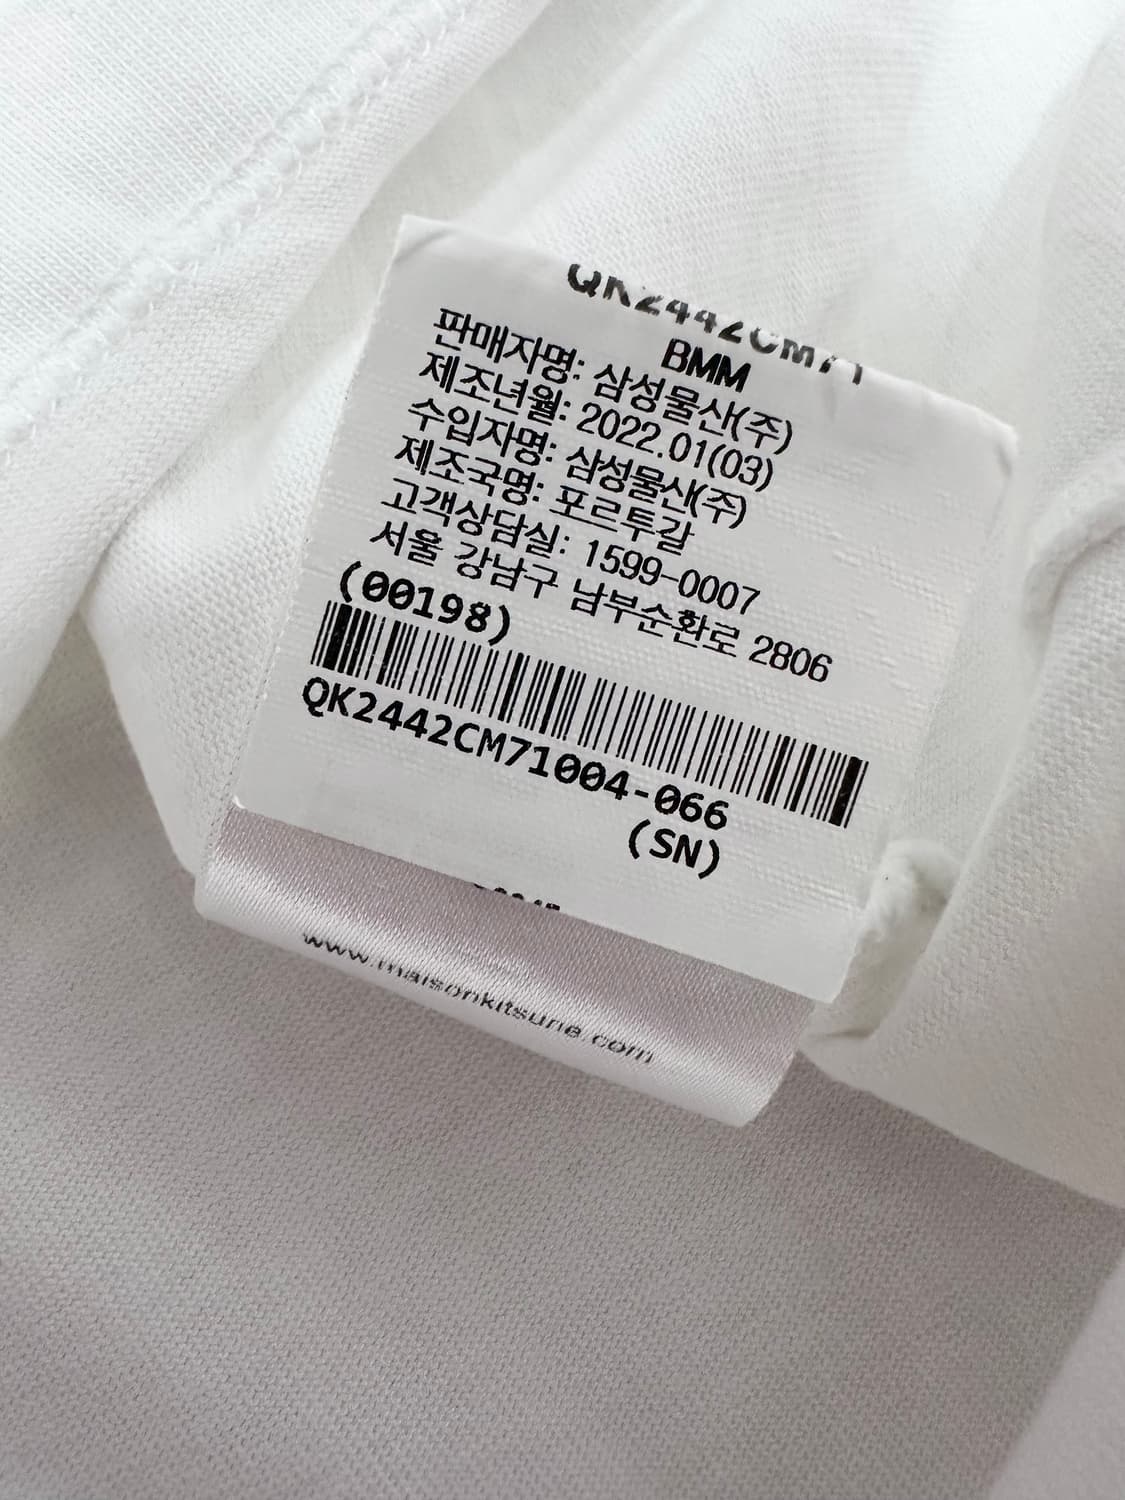 QK2442CM71
BMM
판매자명: 삼성물산(주)
제조년월: 2022.01(03)
수입자명: 삼성물산(주)
제조국명: 포르투갈
고객상담실: 1599-0007
서울 강남구 남부순환로 2806
(00198)
QK2442CM71004-066
(SN)
www.maisonkitsune.com